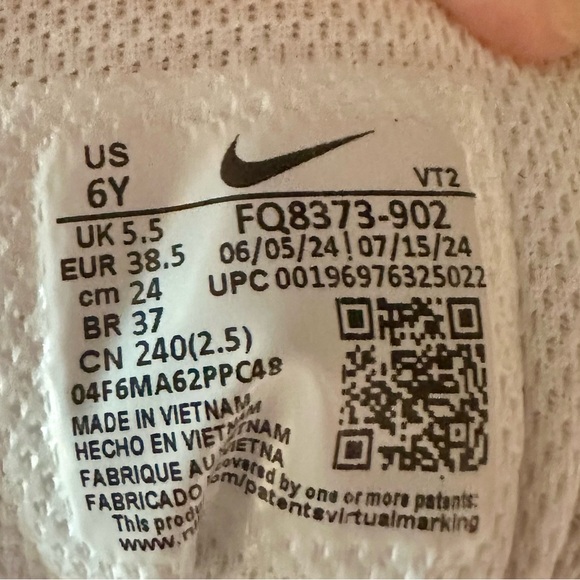 US
6Y
VT2
UK 5.5
EUR 38.5
cm 24
BR 37
CN 240(2.5)
FQ8373-902
06/05/24 | 07/15/24
UPC 00196976325022
04F6MA62PPC48
MADE IN VIETNAM
HECHO EN VIETNAM
FABRIQUE AU VIETNA
FABRICADO
This covered by one or more patents:
www. om/patentsvirtualmarking